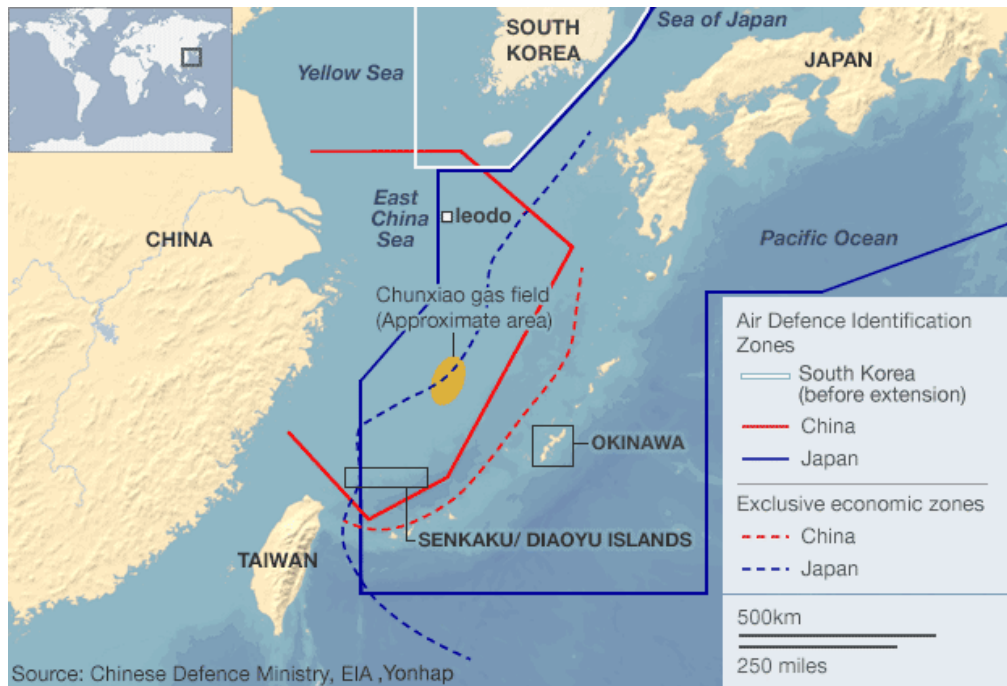 SOUTH
KOREA
Sea of Japan
Yellow Sea
JAPAN
East
China
Sea
leodo
CHINA
Pacific Ocean
Chunxiao gas field
(Approximate area)
OKINAWA
SENKAKU/ DIAOYU ISLANDS
TAIWAN
Air Defence Identification
Zones
South Korea
(before extension)
China
Japan
Exclusive economic zones
China
Japan
500km
250 miles
Source: Chinese Defence Ministry, EIA ,Yonhap